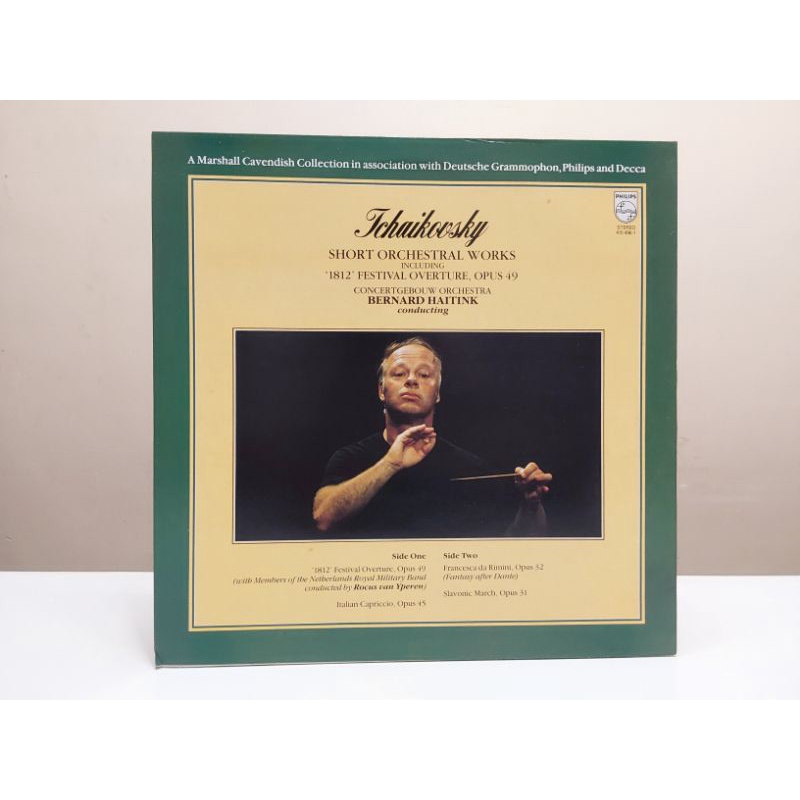 A Marshall Cavendish Collection in association with Deutsche Grammophon, Philips and Decca
PHILIPS
STEREO
Tchaikovsky
SHORT ORCHESTRAL WORKS
INCLUDING
'1812' FESTIVAL OVERTURE, OPUS 49
CONCERTGEBOUW ORCHESTRA
BERNARD HAITINK
conducting
Side One
'1812' Festival Overture, Opus 49
(with Members of the Netherlands Royal Military Band
conducted by Rocus van Yperen)
Italian Capriccio, Opus 45
Side Two
Francesca da Rimini, Opus 32
(Fantasy after Dante)
Slavonic March, Opus 31